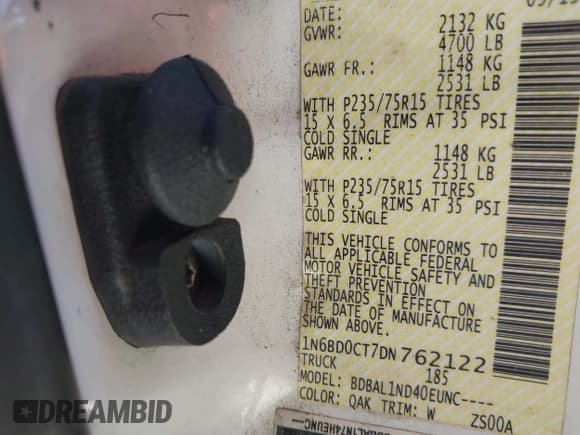 DATE:
GVWR: 2132 KG
4700 LB
GAWR FR.: 1148 KG
2531 LB
WITH P235/75R15 TIRES
15 X 6.5 RIMS AT 35 PSI
COLD SINGLE
GAWR RR.: 1148 KG
2531 LB
WITH P235/75R15 TIRES
15 X 6.5 RIMS AT 35 PSI
COLD SINGLE
THIS VEHICLE CONFORMS TO
ALL APPLICABLE FEDERAL
MOTOR VEHICLE SAFETY AND
THEFT PREVENTION
STANDARDS IN EFFECT ON
THE DATE OF MANUFACTURE
SHOWN ABOVE.
1N6BD0CT7DN762122
TRUCK 185
MODEL: BDBAL1ND40EUNC----
COLOR: QAK TRIM: W ZS00A
DREAMBID